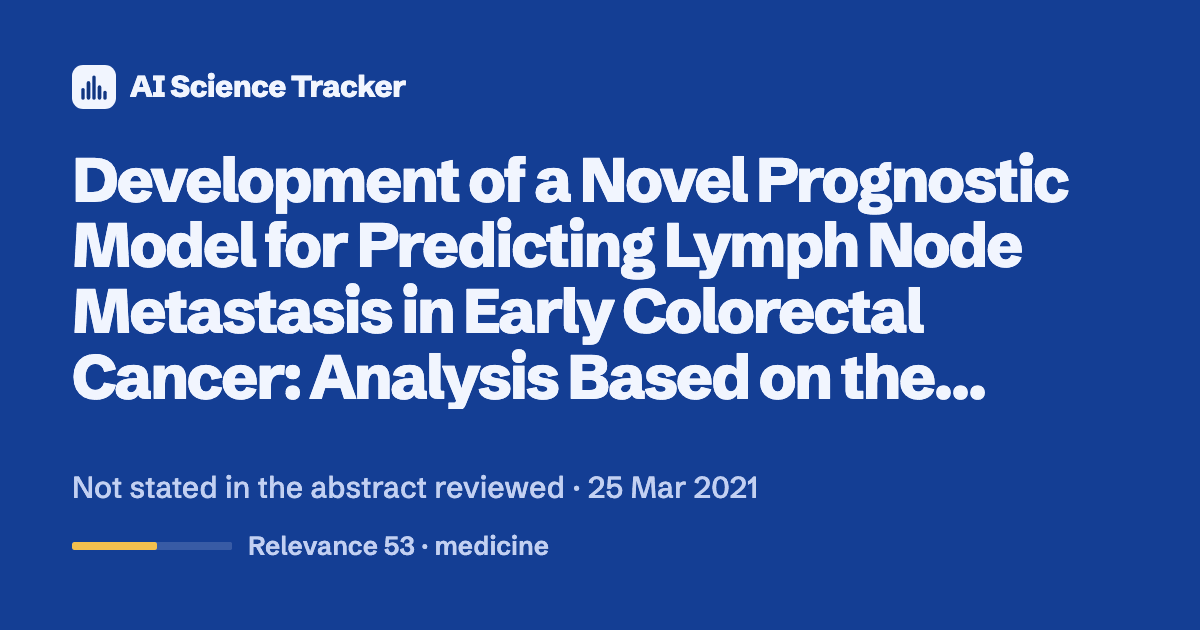 AI Science Tracker
Development of a Novel Prognostic
Model for Predicting Lymph Node
Metastasis in Early Colorectal
Cancer: Analysis Based on the...
Not stated in the abstract reviewed · 25 Mar 2021
Relevance 53 · medicine